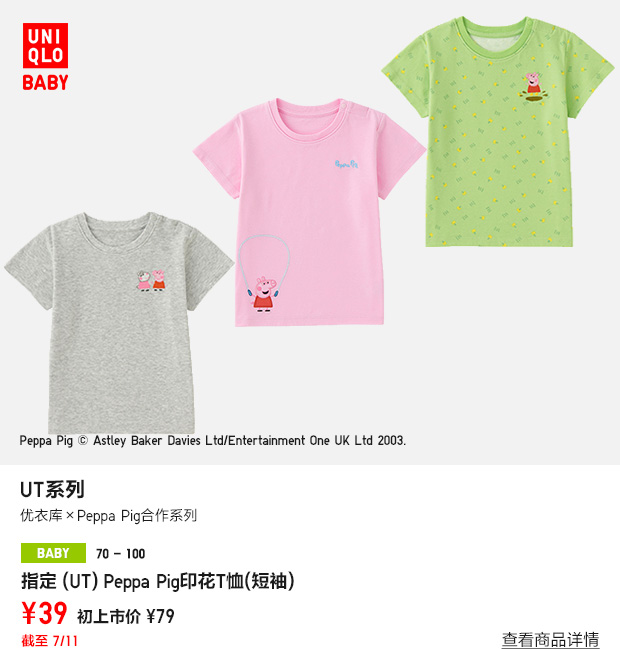 UNI
QLO
BABY
Peppa Pig
Peppa Pig © Astley Baker Davies Ltd/Entertainment One UK Ltd 2003.
UT系列
优衣库×Peppa Pig合作系列
BABY 70 – 100
指定 (UT) Peppa Pig印花T恤(短袖)
¥39 初上市价 ¥79
截至 7/11
查看商品详情